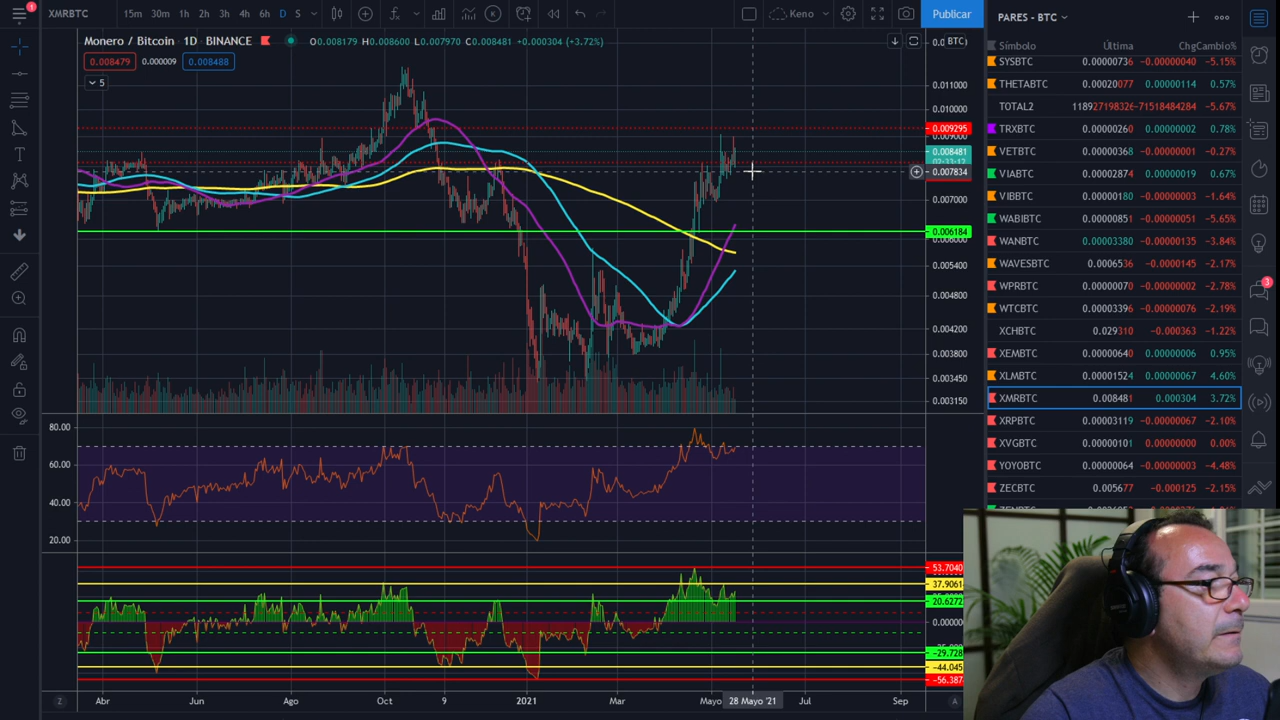 1
XMRBTC
15m 30m 1h 2h 3h 4h 6h D S
Keno
Publicar
PARES - BTC
Monero / Bitcoin · 1D · BINANCE
O0.008179 H0.008600 L0.007970 C0.008481 +0.000304 (+3.72%)
BTC
0.008479 0.000009 0.008488
5
0.011000
0.010000
0.009295
0.008481
02:33:12
0.007834
0.007000
0.006184
0.005400
0.004800
0.004200
0.003800
0.003450
0.003150
80.00
60.00
40.00
20.00
53.7040
37.9061
20.6272
0.00000
−29.728
−44.045
−56.387
Abr Jun Ago Oct 9 2021 Mar Mayo 28 Mayo '21 Jul Sep
Z A
Símbolo Última Chg Cambio%
SYSBTC 0.00000736 −0.00000040 −5.15%
THETABTC 0.00020077 0.00000114 0.57%
TOTAL2 118927198326 −71518484284 −5.67%
TRXBTC 0.00000260 0.00000002 0.78%
VETBTC 0.00000368 −0.00000001 −0.27%
VIABTC 0.00002874 0.00000019 0.67%
VIBBTC 0.00000180 −0.00000003 −1.64%
WABIBTC 0.00000851 −0.00000051 −5.65%
WANBTC 0.00003380 −0.00000135 −3.84%
WAVESBTC 0.0006536 −0.0000145 −2.17%
WPRBTC 0.00000070 −0.00000002 −2.78%
WTCBTC 0.00003396 −0.00000076 −2.19%
XCHBTC 0.029310 −0.000363 −1.22%
XEMBTC 0.00000640 0.00000006 0.95%
XLMBTC 0.00001524 0.00000067 4.60%
XMRBTC 0.008481 0.000304 3.72%
XRPBTC 0.00003119 −0.00000067 −2.10%
XVGBTC 0.00000101 0.00000000 0.00%
YOYOBTC 0.00000064 −0.00000003 −4.48%
ZECBTC 0.005677 −0.000125 −2.15%
3